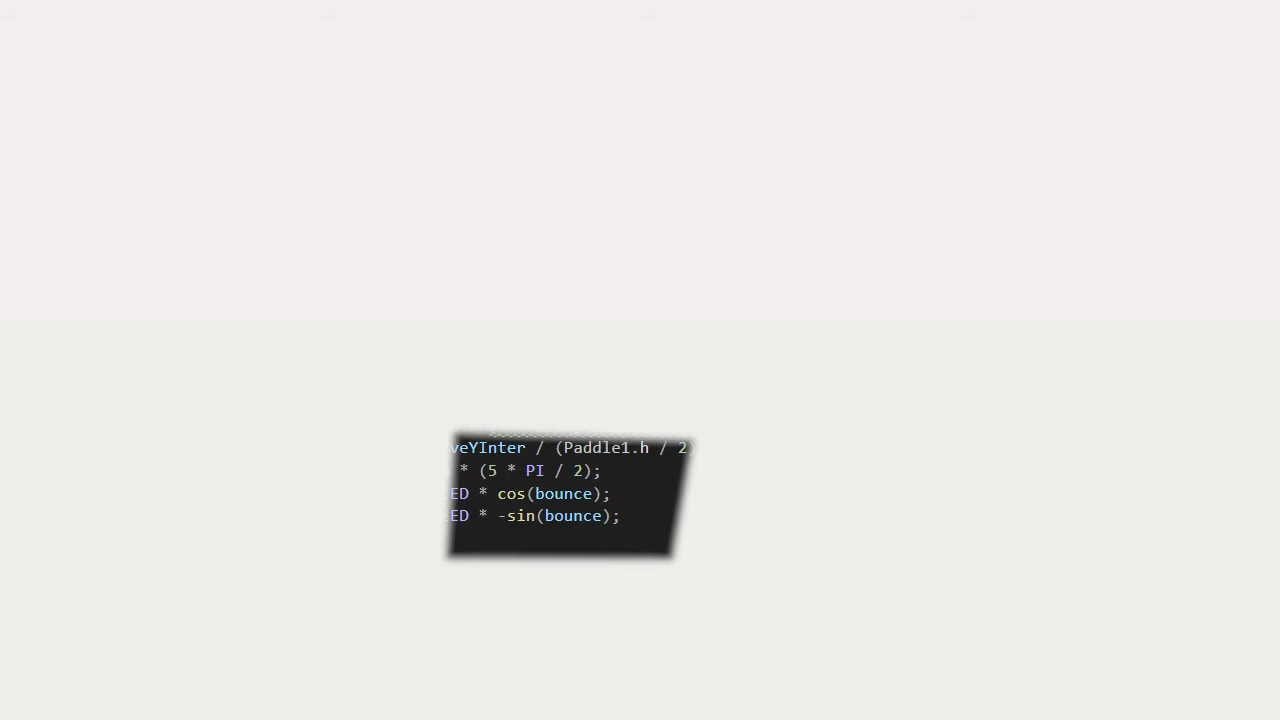 veYInter / (Paddle1.h / 2)
* (5 * PI / 2);
ED * cos(bounce);
ED * -sin(bounce);